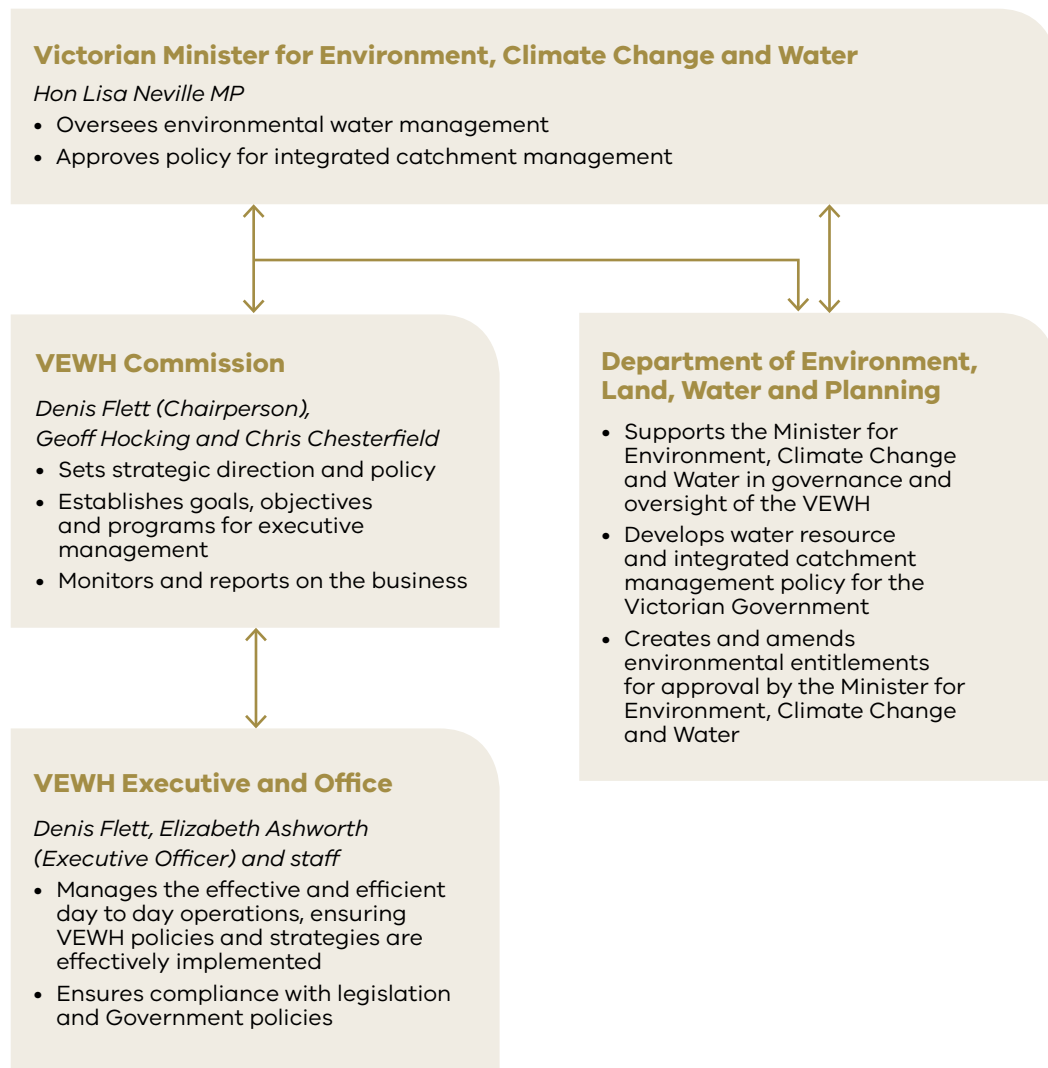 Victorian Minister for Environment, Climate Change and Water
Hon Lisa Neville MP
• Oversees environmental water management
• Approves policy for integrated catchment management
VEWH Commission
Denis Flett (Chairperson),
Geoff Hocking and Chris Chesterfield
• Sets strategic direction and policy
• Establishes goals, objectives
and programs for executive
management
• Monitors and reports on the business
Department of Environment,
Land, Water and Planning
• Supports the Minister for
Environment, Climate Change
and Water in governance and
oversight of the VEWH
• Develops water resource
and integrated catchment
management policy for the
Victorian Government
• Creates and amends
environmental entitlements
for approval by the Minister for
Environment, Climate Change
and Water
VEWH Executive and Office
Denis Flett, Elizabeth Ashworth
(Executive Officer) and staff
• Manages the effective and efficient
day to day operations, ensuring
VEWH policies and strategies are
effectively implemented
• Ensures compliance with legislation
and Government policies